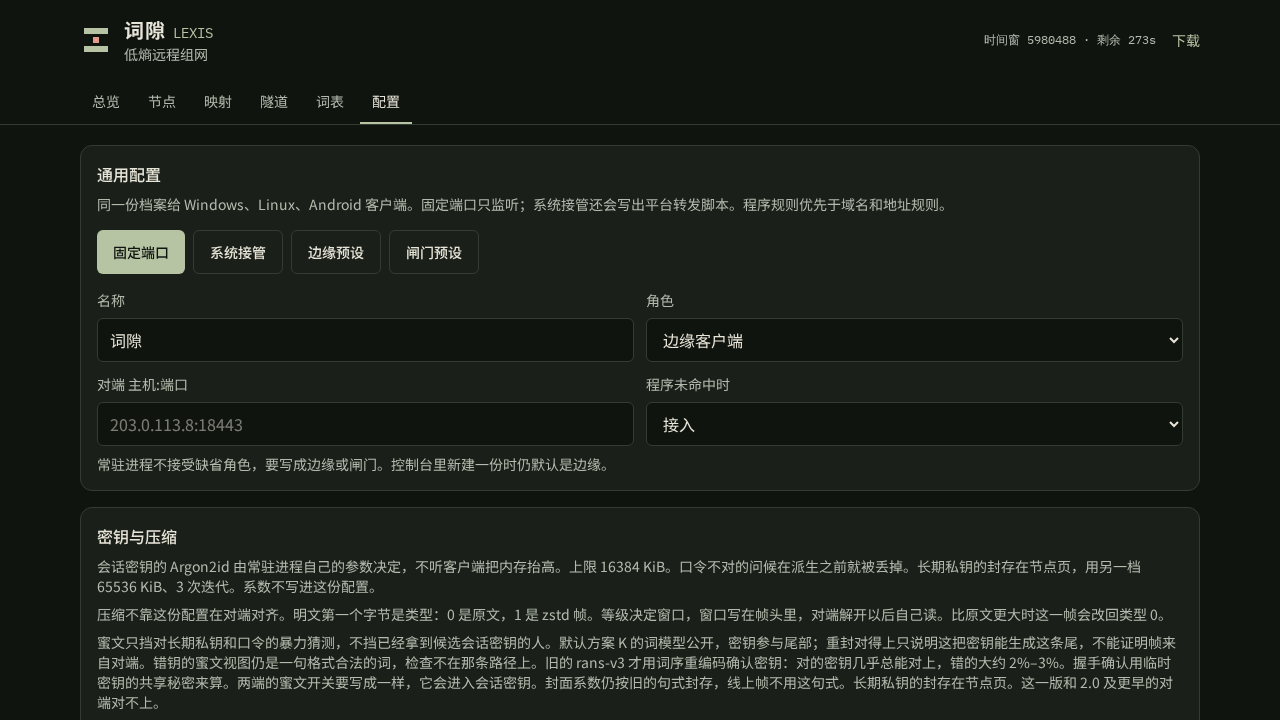 词隙 LEXIS
低熵远程组网
时间窗 5980488 · 剩余 273s 下载
总览 节点 映射 隧道 词表 配置
通用配置
同一份档案给 Windows、Linux、Android 客户端。固定端口只监听；系统接管还会写出平台转发脚本。程序规则优先于域名和地址规则。
固定端口 系统接管 边缘预设 闸门预设
名称 角色
词隙 边缘客户端
对端 主机:端口 程序未命中时
203.0.113.8:18443 接入
常驻进程不接受缺省角色，要写成边缘或闸门。控制台里新建一份时仍默认是边缘。
密钥与压缩
会话密钥的 Argon2id 由常驻进程自己的参数决定，不听客户端把内存抬高。上限 16384 KiB。口令不对的问候在派生之前就被丢掉。长期私钥的封存在节点页，用另一档
65536 KiB、3 次迭代。系数不写进这份配置。
压缩不靠这份配置在对端对齐。明文第一个字节是类型：0 是原文，1 是 zstd 帧。等级决定窗口，窗口写在帧头里，对端解开以后自己读。比原文更大时这一帧会改回类型 0。
蜜文只挡对长期私钥和口令的暴力猜测，不挡已经拿到候选会话密钥的人。默认方案 K 的词模型公开，密钥参与尾部；重封对得上只说明这把密钥能生成这条尾，不能证明帧来
自对端。错钥的蜜文视图仍是一句格式合法的词，检查不在那条路径上。旧的 rans-v3 才用词序重编码确认密钥：对的密钥几乎总能对上，错的大约 2%–3%。握手确认用临时
密钥的共享秘密来算。两端的蜜文开关要写成一样，它会进入会话密钥。封面系数仍按旧的句式封存，线上帧不用这句式。长期私钥的封存在节点页。这一版和 2.0 及更早的对
端对不上。